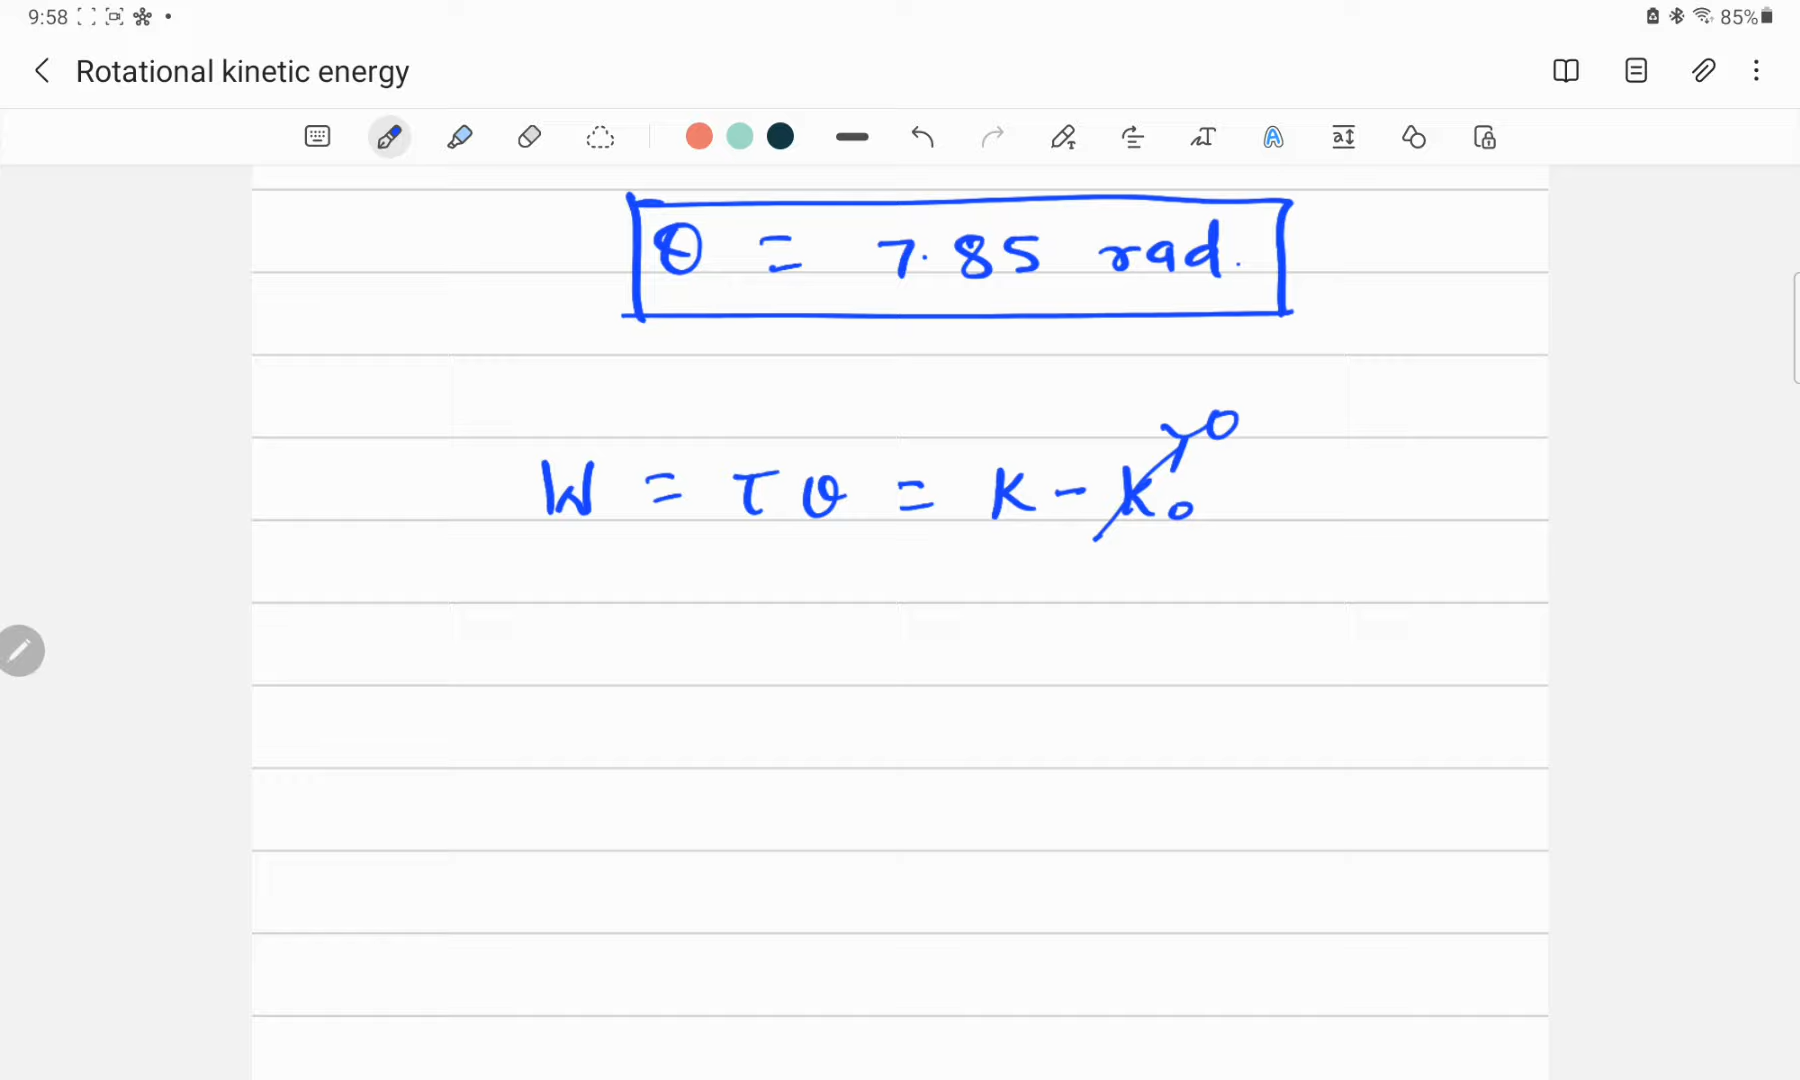 9:58 85%
Rotational kinetic energy
θ = 7.85 rad.
0
W = τθ = K - K₀